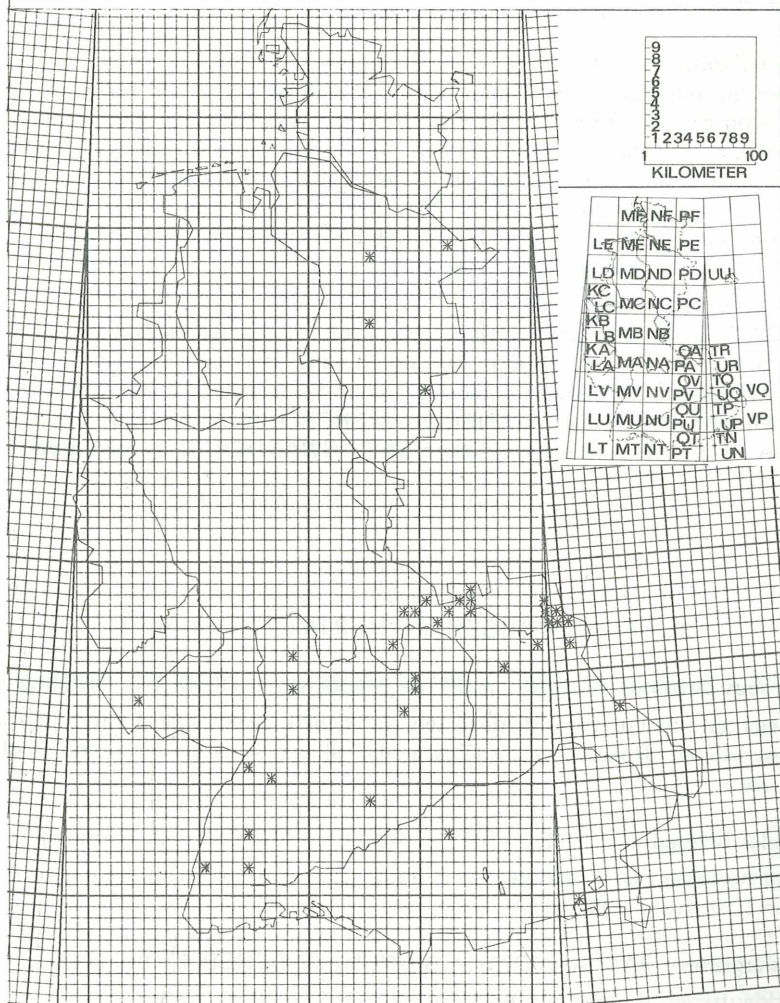 9
8
7
6
5
4
3
2
1 1 2 3 4 5 6 7 8 9
1 100
KILOMETER
MF NF PF
LE ME NE PE
LD MD ND PD UU
KC
LC MC NC PC
KB
LB MB NB
KA QA TR
LA MA NA PA UR
QV TQ
LV MV NV PV UQ VQ
QU TP
LU MU NU PU UP VP
QT TN
LT MT NT PT UN